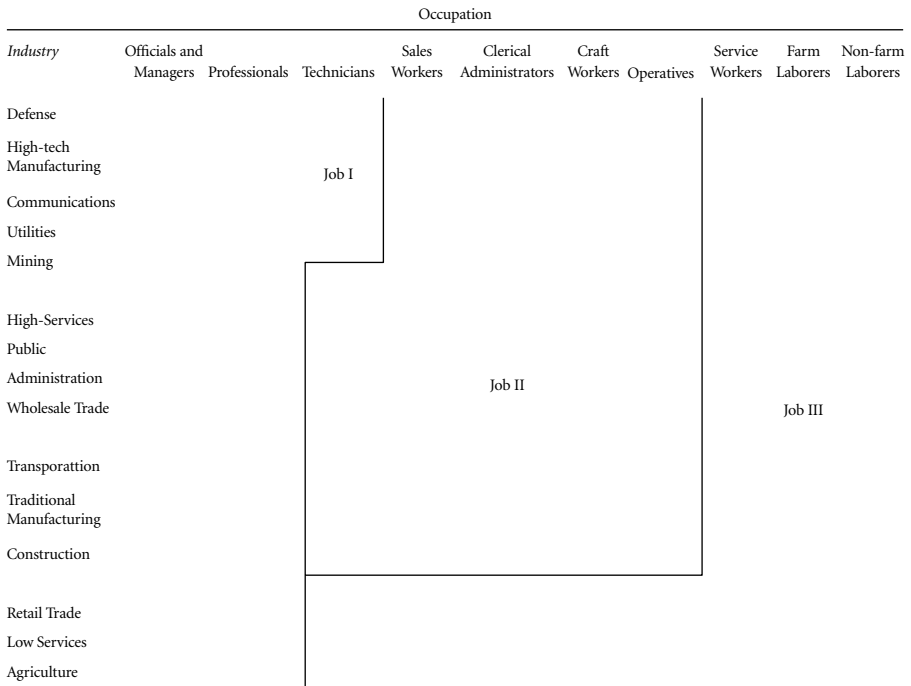 Occupation
Industry Officials and Managers Professionals Technicians Sales Workers Clerical Administrators Craft Workers Operatives Service Workers Farm Laborers Non-farm Laborers
Defense
High-tech
Manufacturing
Job I
Communications
Utilities
Mining
High-Services
Public
Administration
Job II
Wholesale Trade
Job III
Transporattion
Traditional
Manufacturing
Construction
Retail Trade
Low Services
Agriculture